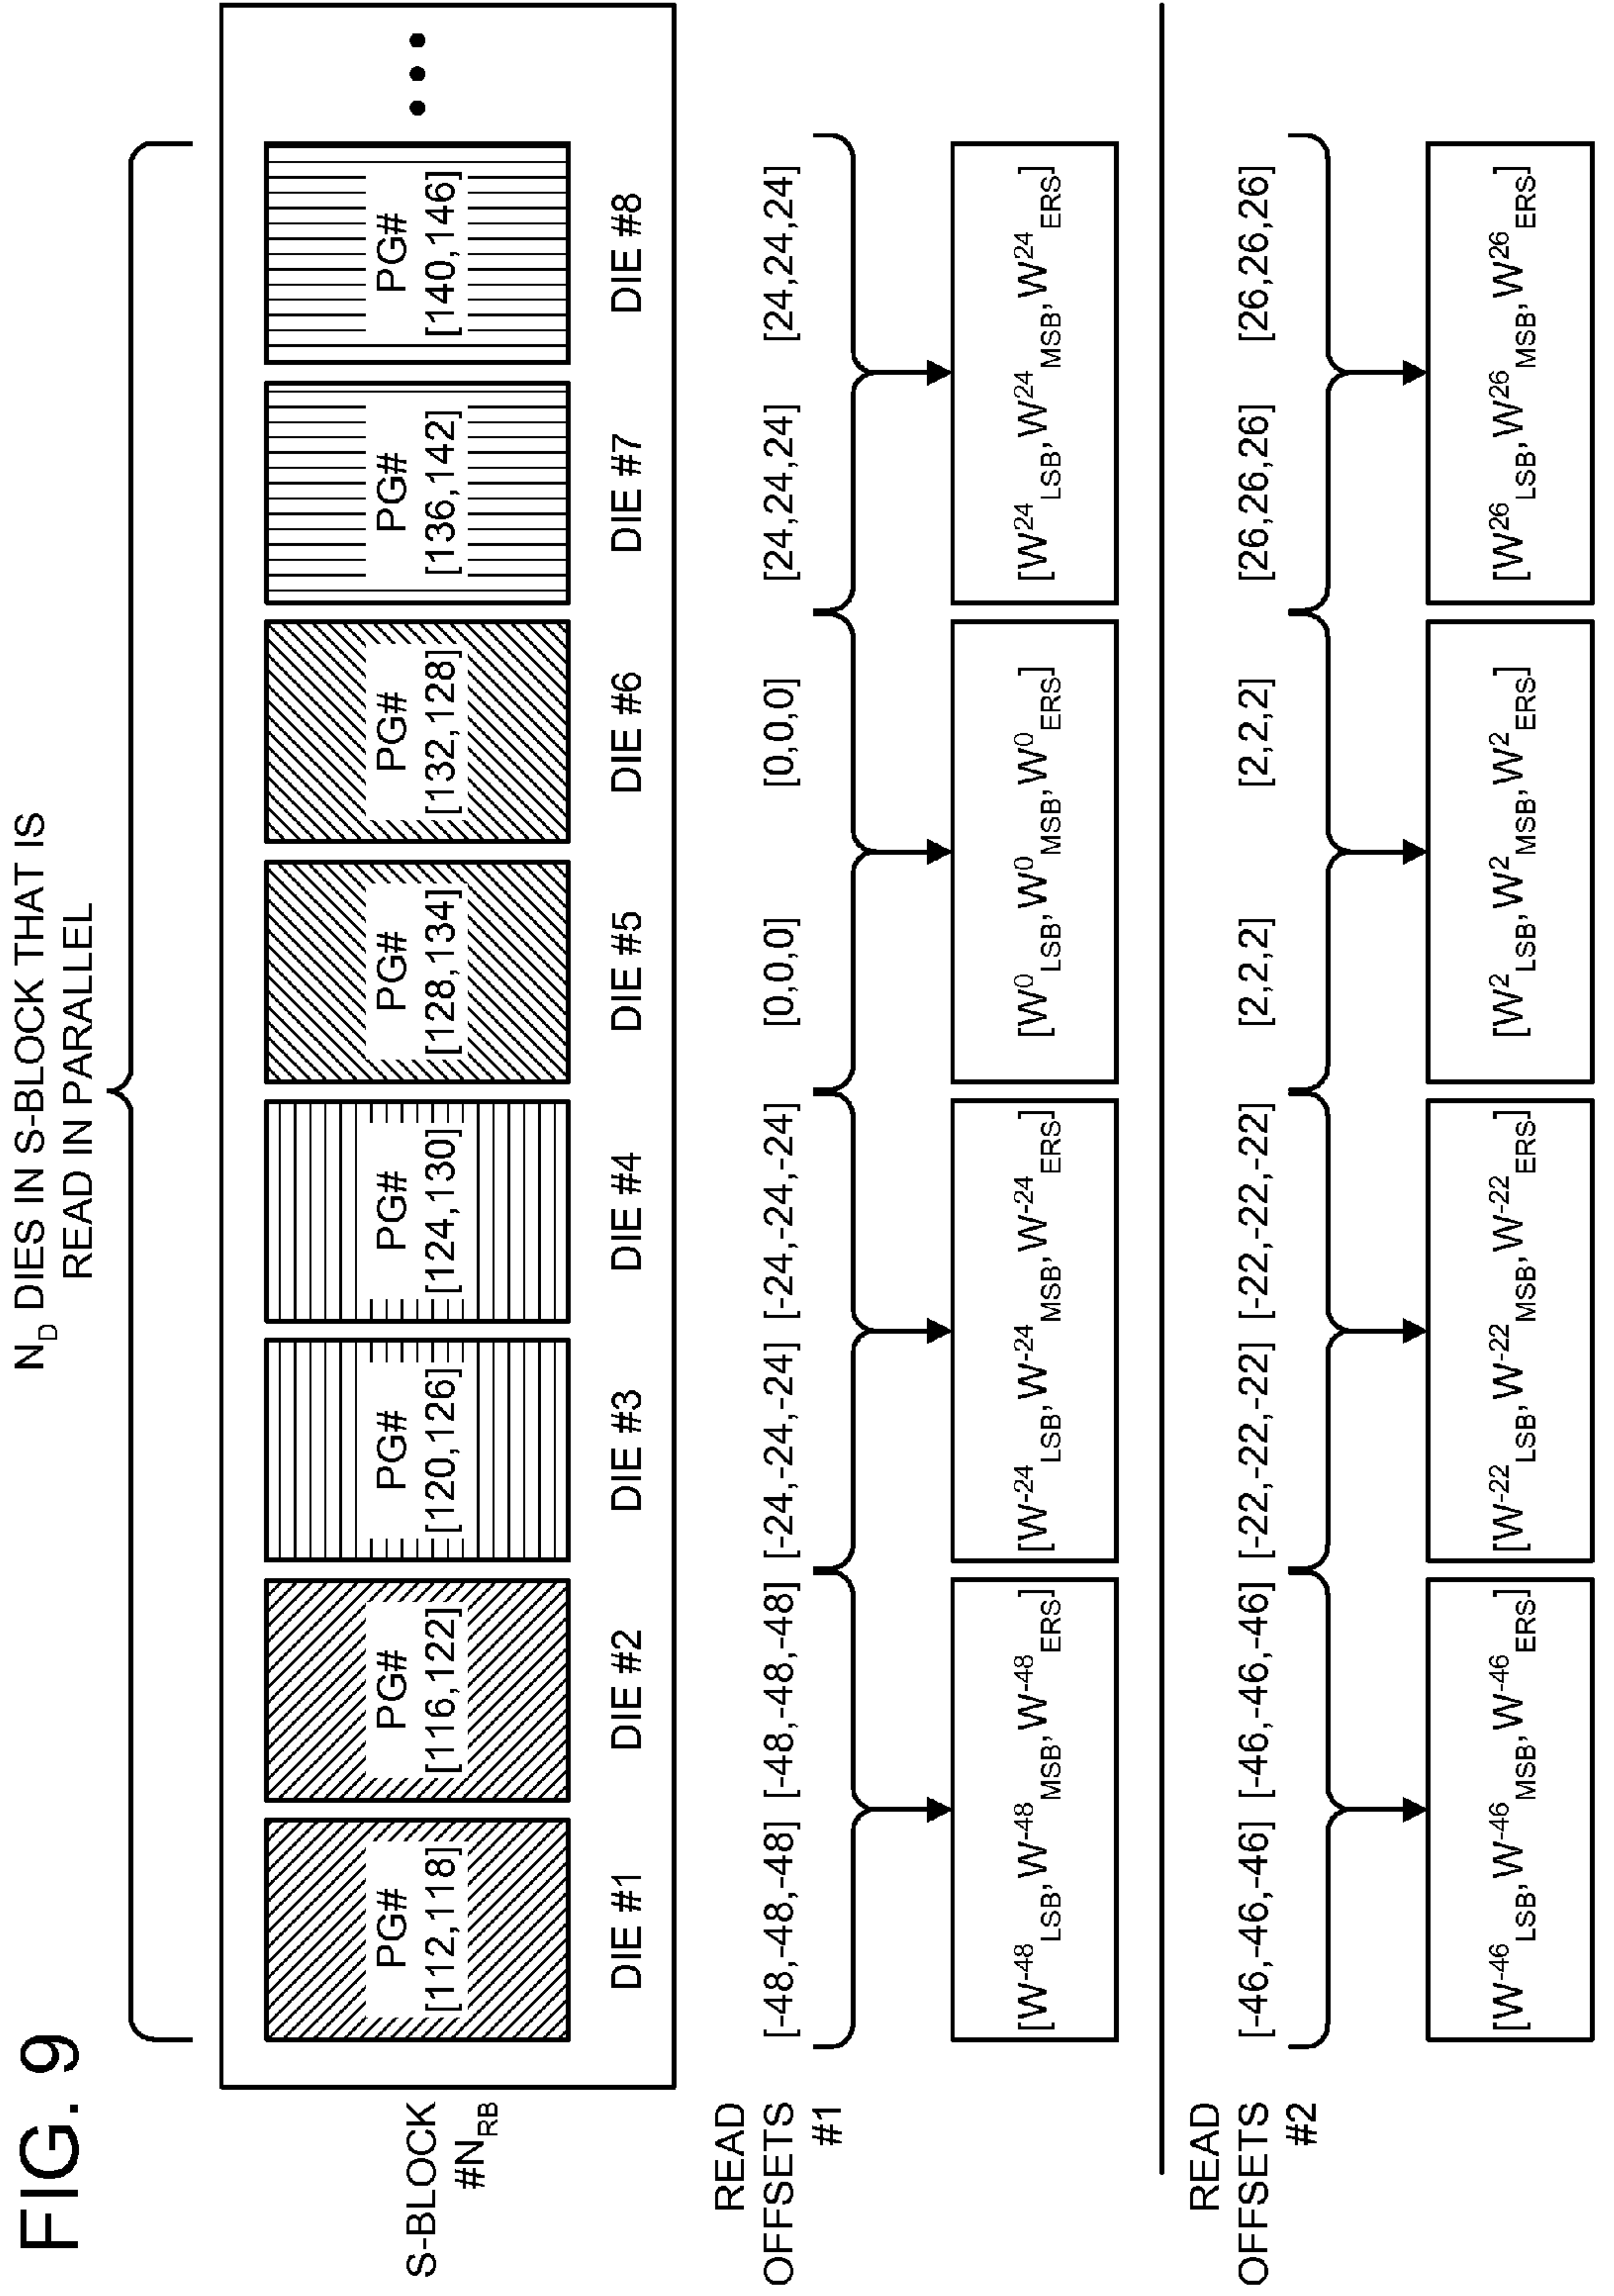 FIG. 9
N_D DIES IN S-BLOCK THAT IS
READ IN PARALLEL
S-BLOCK
#N_RB
PG# PG# PG# PG# PG# PG# PG# PG#
[112,118] [116,122] [120,126] [124,130] [128,134] [132,128] [136,142] [140,146]
DIE #1 DIE #2 DIE #3 DIE #4 DIE #5 DIE #6 DIE #7 DIE #8
READ
OFFSETS
#1
[-48,-48,-48] [-48,-48,-48] [-24,-24,-24] [-24,-24,-24] [0,0,0] [0,0,0] [24,24,24] [24,24,24]
[W^-48_LSB, W^-48_MSB, W^-48_ERS] [W^-24_LSB, W^-24_MSB, W^-24_ERS] [W^0_LSB, W^0_MSB, W^0_ERS] [W^24_LSB, W^24_MSB, W^24_ERS]
READ
OFFSETS
#2
[-46,-46,-46] [-46,-46,-46] [-22,-22,-22] [-22,-22,-22] [2,2,2] [2,2,2] [26,26,26] [26,26,26]
[W^-46_LSB, W^-46_MSB, W^-46_ERS] [W^-22_LSB, W^-22_MSB, W^-22_ERS] [W^2_LSB, W^2_MSB, W^2_ERS] [W^26_LSB, W^26_MSB, W^26_ERS]